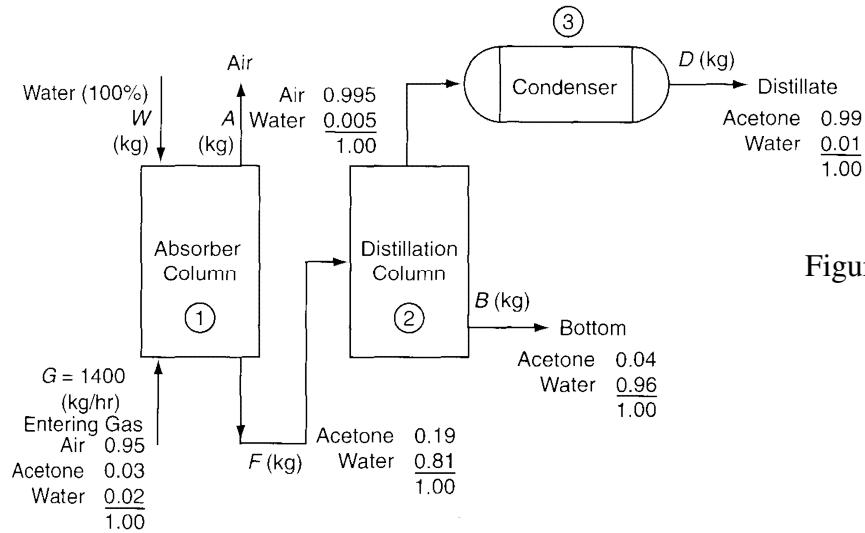 3
Condenser
D (kg)
Distillate
Acetone 0.99
Water 0.01
1.00
Air
Water (100%)
W
(kg)
A
(kg)
Air 0.995
Water 0.005
1.00
Absorber
Column
1
Distillation
Column
2
B (kg)
Bottom
Acetone 0.04
Water 0.96
1.00
G = 1400
(kg/hr)
Entering Gas
Air 0.95
Acetone 0.03
Water 0.02
1.00
F (kg)
Acetone 0.19
Water 0.81
1.00